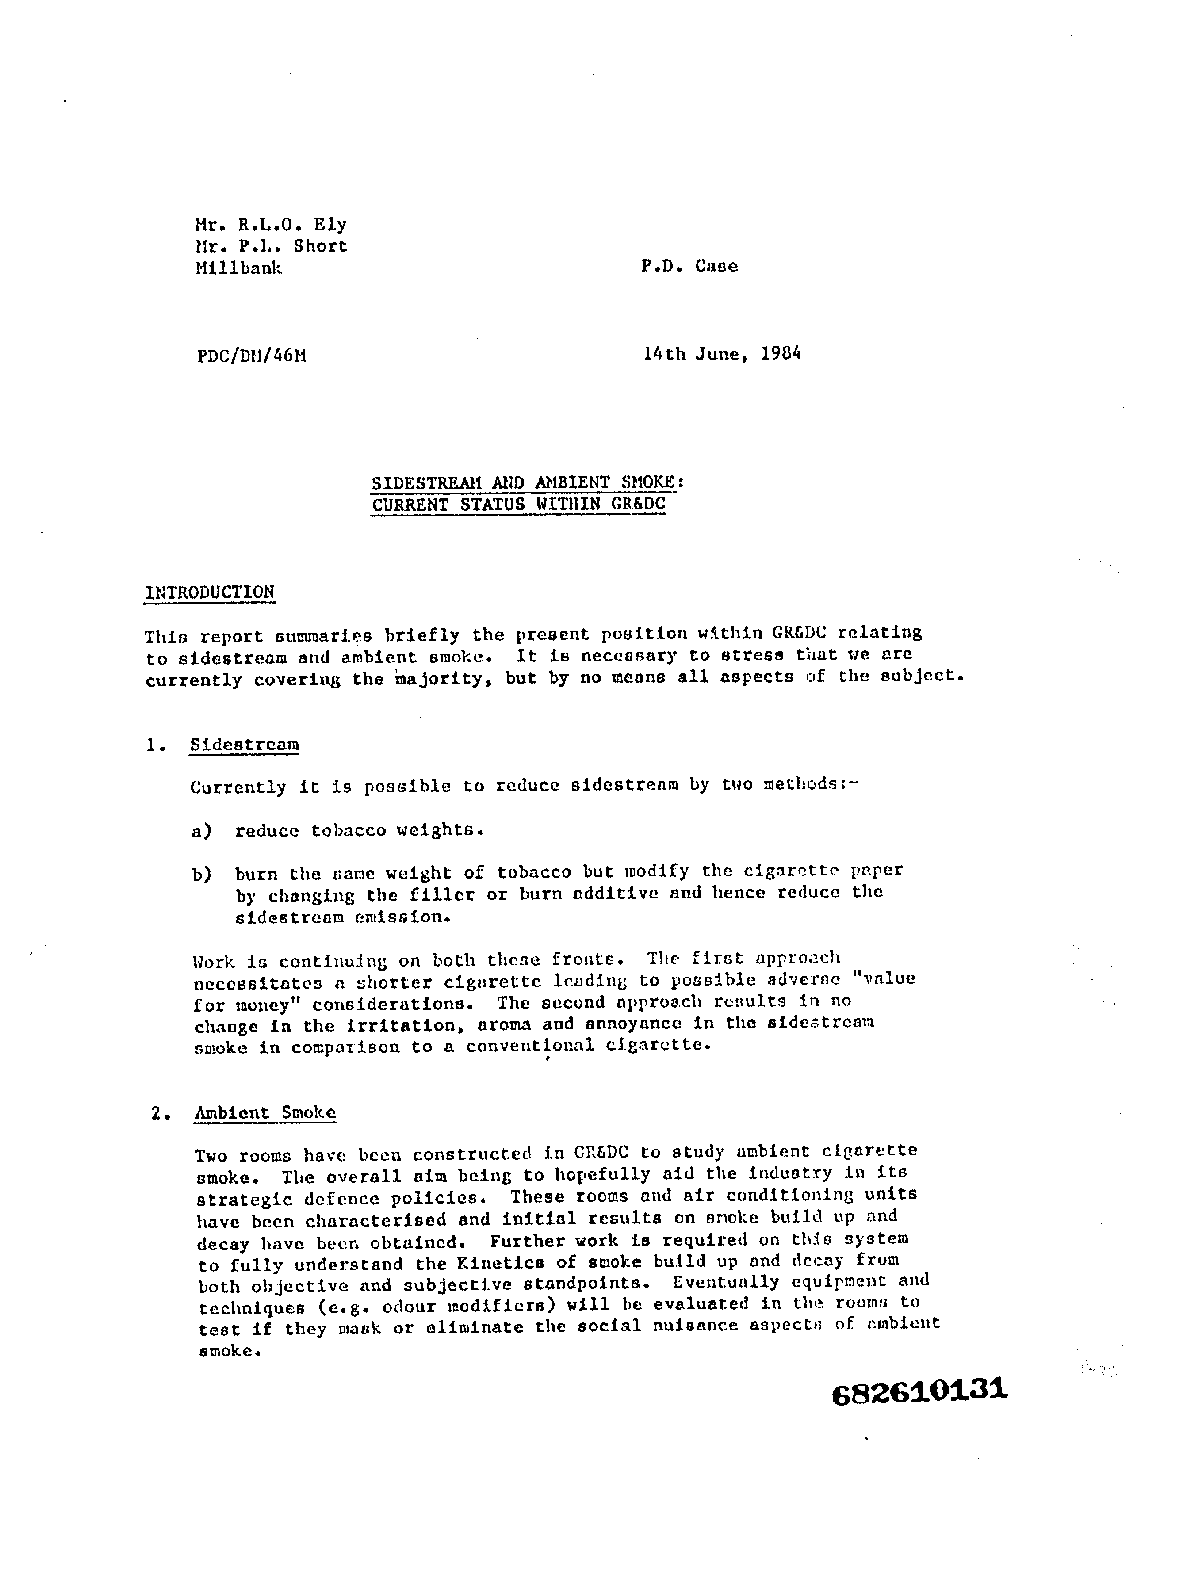 Mr. R.L.O. Ely
Mr. P.L. Short
Millbank
P.D. Case
PDC/DM/46M
14th June, 1984
SIDESTREAM AND AMBIENT SMOKE:
CURRENT STATUS WITHIN GR&DC
INTRODUCTION
This report summaries briefly the present position within GR&DC relating
to sidestream and ambient smoke. It is necessary to stress that we are
currently covering the majority, but by no means all aspects of the subject.
1. Sidestream
Currently it is possible to reduce sidestream by two methods:-
a) reduce tobacco weights.
b) burn the same weight of tobacco but modify the cigarette paper
by changing the filler or burn additive and hence reduce the
sidestream emission.
Work is continuing on both these fronts. The first approach
necessitates a shorter cigarette leading to possible adverse "value
for money" considerations. The second approach results in no
change in the irritation, aroma and annoyance in the sidestream
smoke in comparison to a conventional cigarette.
2. Ambient Smoke
Two rooms have been constructed in GR&DC to study ambient cigarette
smoke. The overall aim being to hopefully aid the industry in its
strategic defence policies. These rooms and air conditioning units
have been characterised and initial results on smoke build up and
decay have been obtained. Further work is required on this system
to fully understand the Kinetics of smoke build up and decay from
both objective and subjective standpoints. Eventually equipment and
techniques (e.g. odour modifiers) will be evaluated in the rooms to
test if they mask or eliminate the social nuisance aspects of ambient
smoke.
682610131